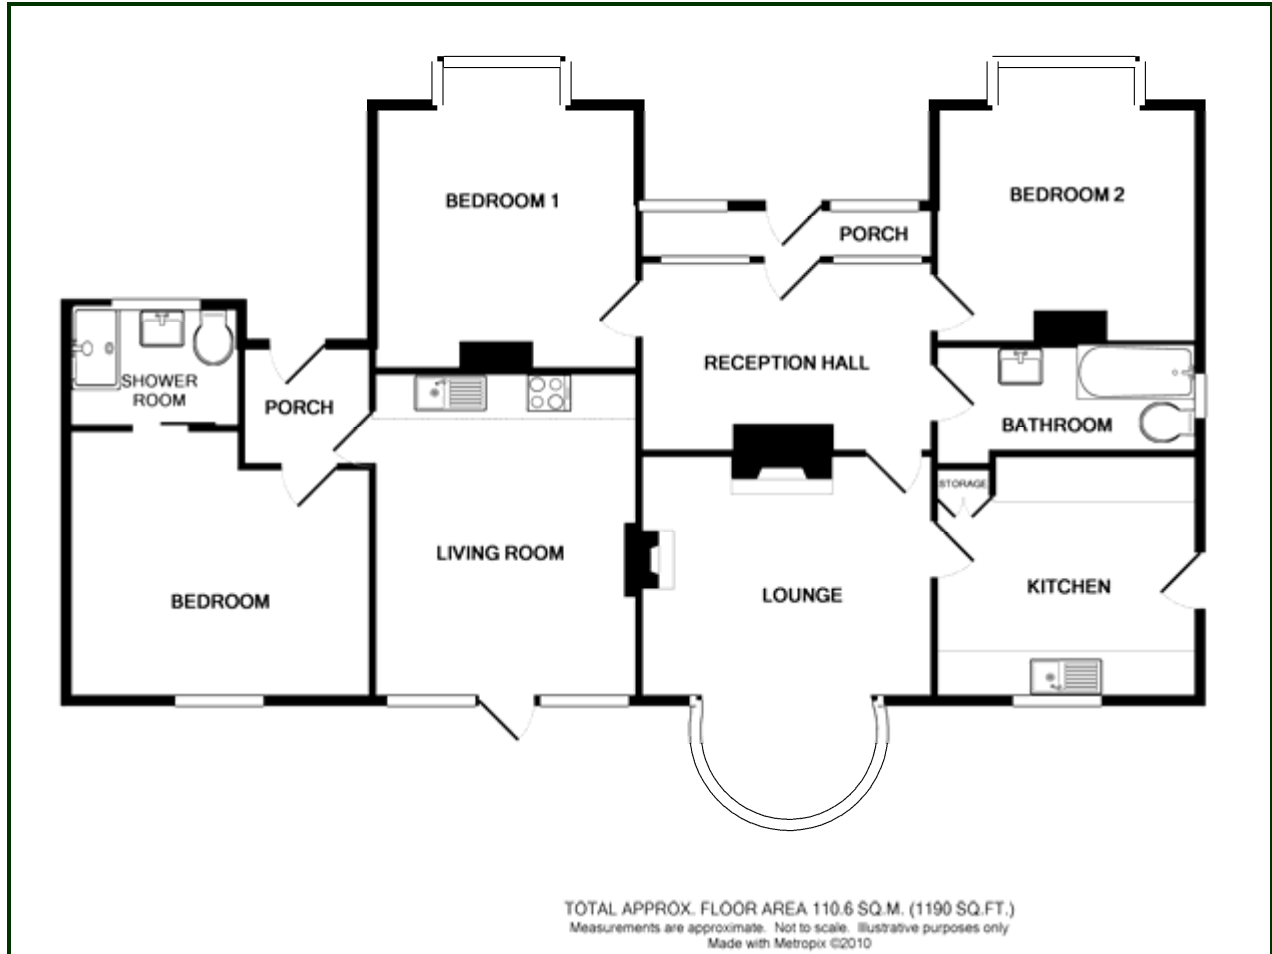 BEDROOM 1
BEDROOM 2
PORCH
RECEPTION HALL
SHOWER
ROOM
PORCH
BATHROOM
STORAGE
LIVING ROOM
KITCHEN
LOUNGE
BEDROOM
TOTAL APPROX. FLOOR AREA 110.6 SQ.M. (1190 SQ.FT.)
Measurements are approximate. Not to scale. Illustrative purposes only
Made with Metropix ©2010